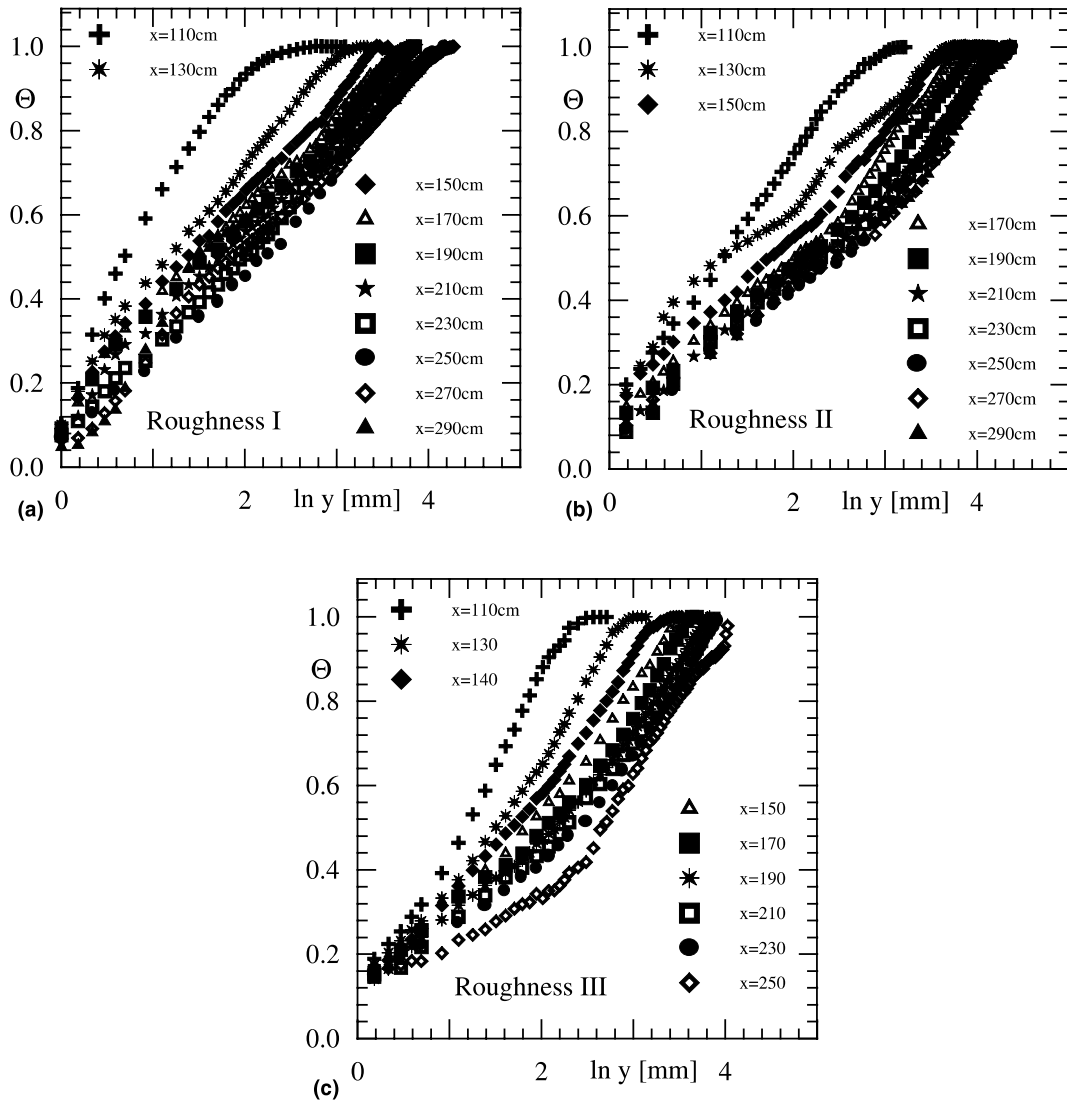 x=110cm
x=130cm
1.0
Θ
0.8
0.6
0.4
0.2
0.0
x=150cm
x=170cm
x=190cm
x=210cm
x=230cm
x=250cm
x=270cm
x=290cm
Roughness I
0
2
ln y [mm]
4
(a)
x=110cm
x=130cm
x=150cm
1.0
Θ
0.8
0.6
0.4
0.2
0.0
x=170cm
x=190cm
x=210cm
x=230cm
x=250cm
x=270cm
x=290cm
Roughness II
0
2
ln y [mm]
4
(b)
x=110cm
x=130
x=140
1.0
Θ
0.8
0.6
0.4
0.2
0.0
x=150
x=170
x=190
x=210
x=230
x=250
Roughness III
0
2
ln y [mm]
4
(c)